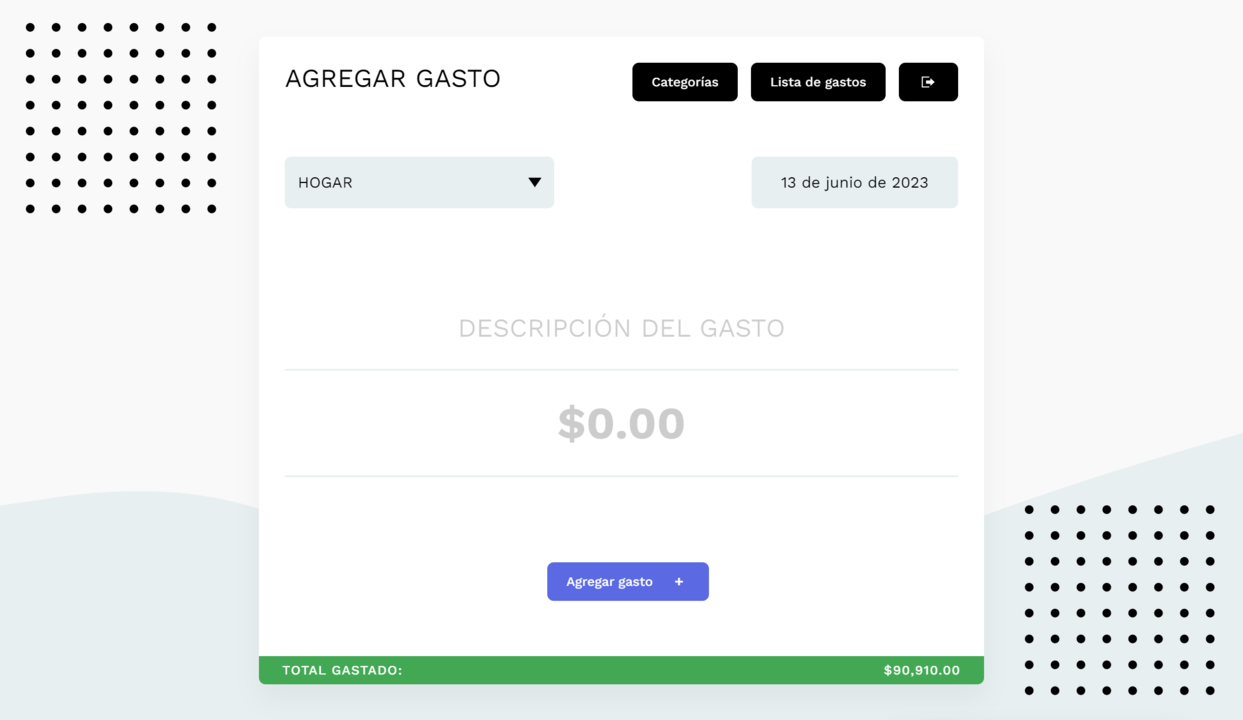 AGREGAR GASTO
Categorías
Lista de gastos
HOGAR
13 de junio de 2023
DESCRIPCIÓN DEL GASTO
$0.00
Agregar gasto +
TOTAL GASTADO:
$90,910.00